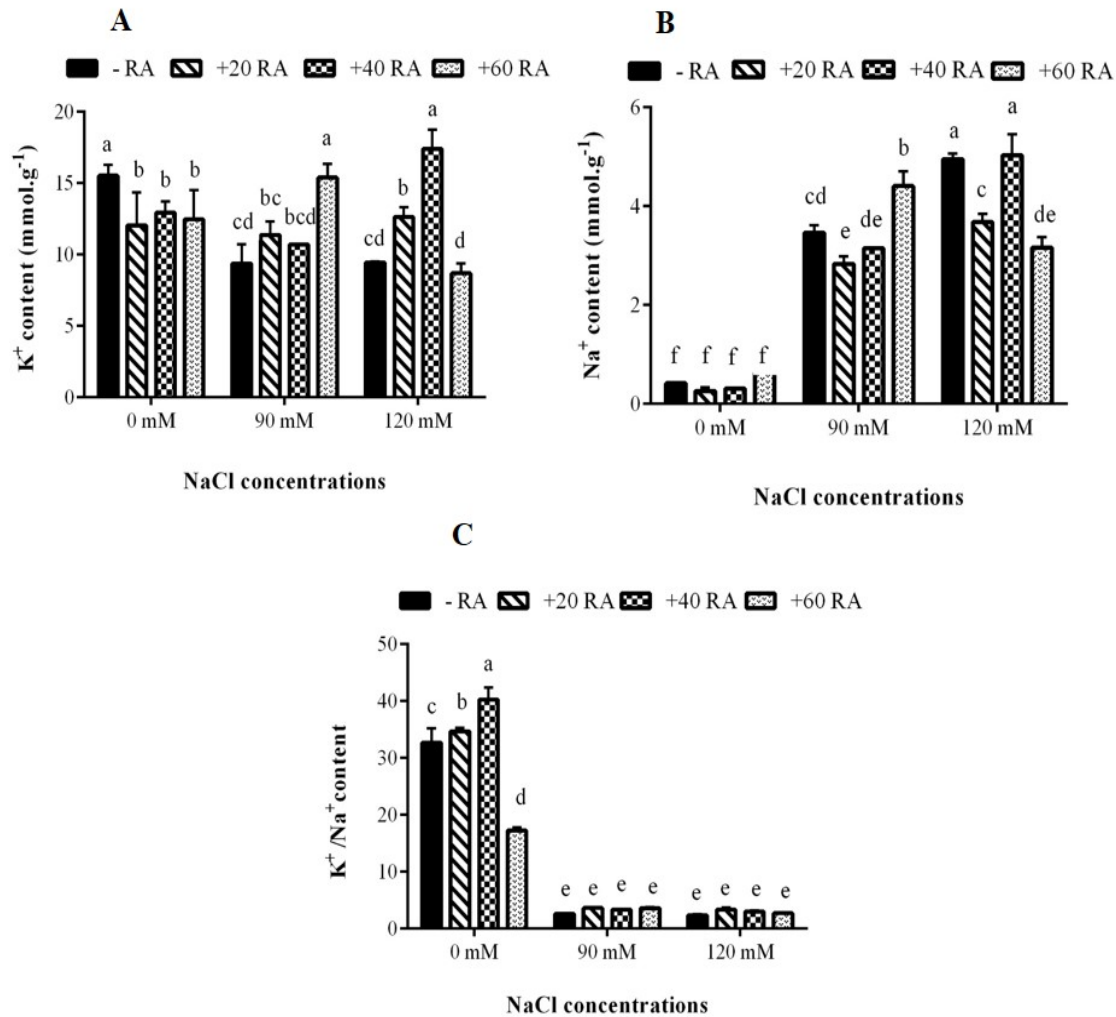 A
- RA +20 RA +40 RA +60 RA
K⁺ content (mmol.g⁻¹)
20
15
10
5
0
a b b b cd bc bcd a cd b a d
0 mM 90 mM 120 mM
NaCl concentrations
B
- RA +20 RA +40 RA +60 RA
Na⁺ content (mmol.g⁻¹)
6
4
2
0
f f f f cd e de b a c a de
0 mM 90 mM 120 mM
NaCl concentrations
C
- RA +20 RA +40 RA +60 RA
K⁺ /Na⁺content
50
40
30
20
10
0
c b a d e e e e e e e e
0 mM 90 mM 120 mM
NaCl concentrations